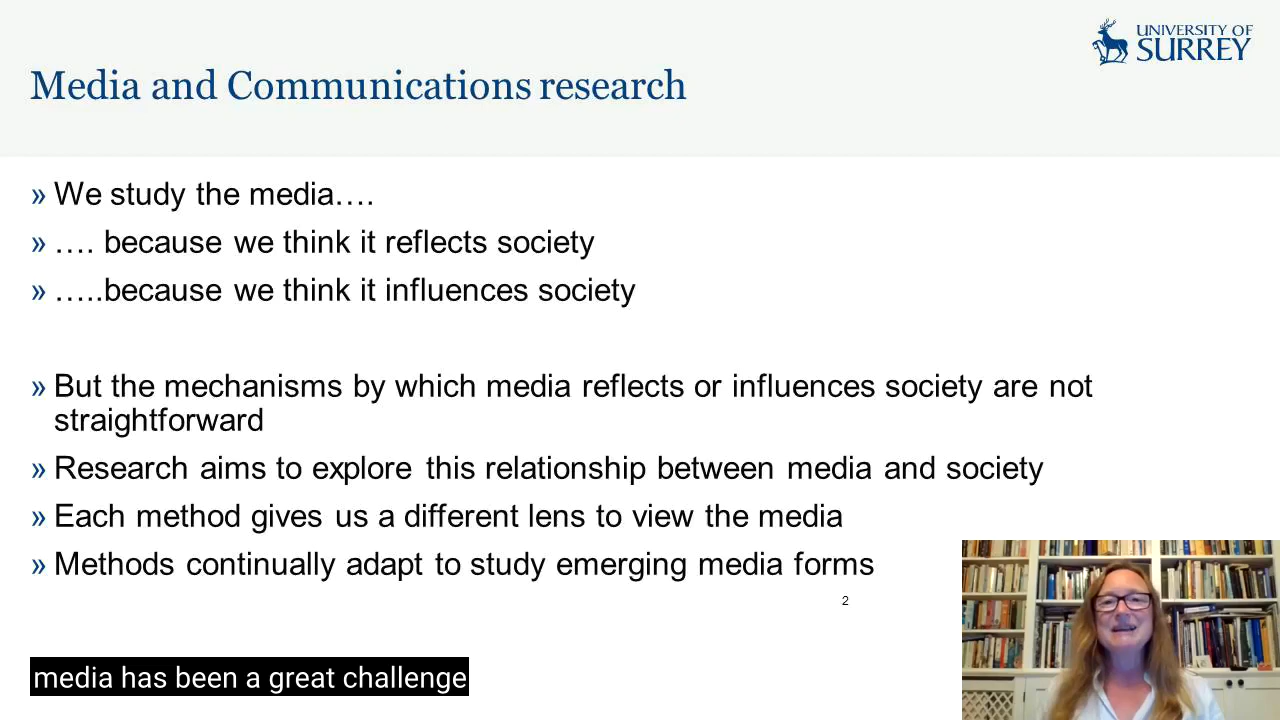 UNIVERSITY OF
SURREY
Media and Communications research
» We study the media….
» …. because we think it reflects society
» …..because we think it influences society
» But the mechanisms by which media reflects or influences society are not
straightforward
» Research aims to explore this relationship between media and society
» Each method gives us a different lens to view the media
» Methods continually adapt to study emerging media forms
2
media has been a great challenge